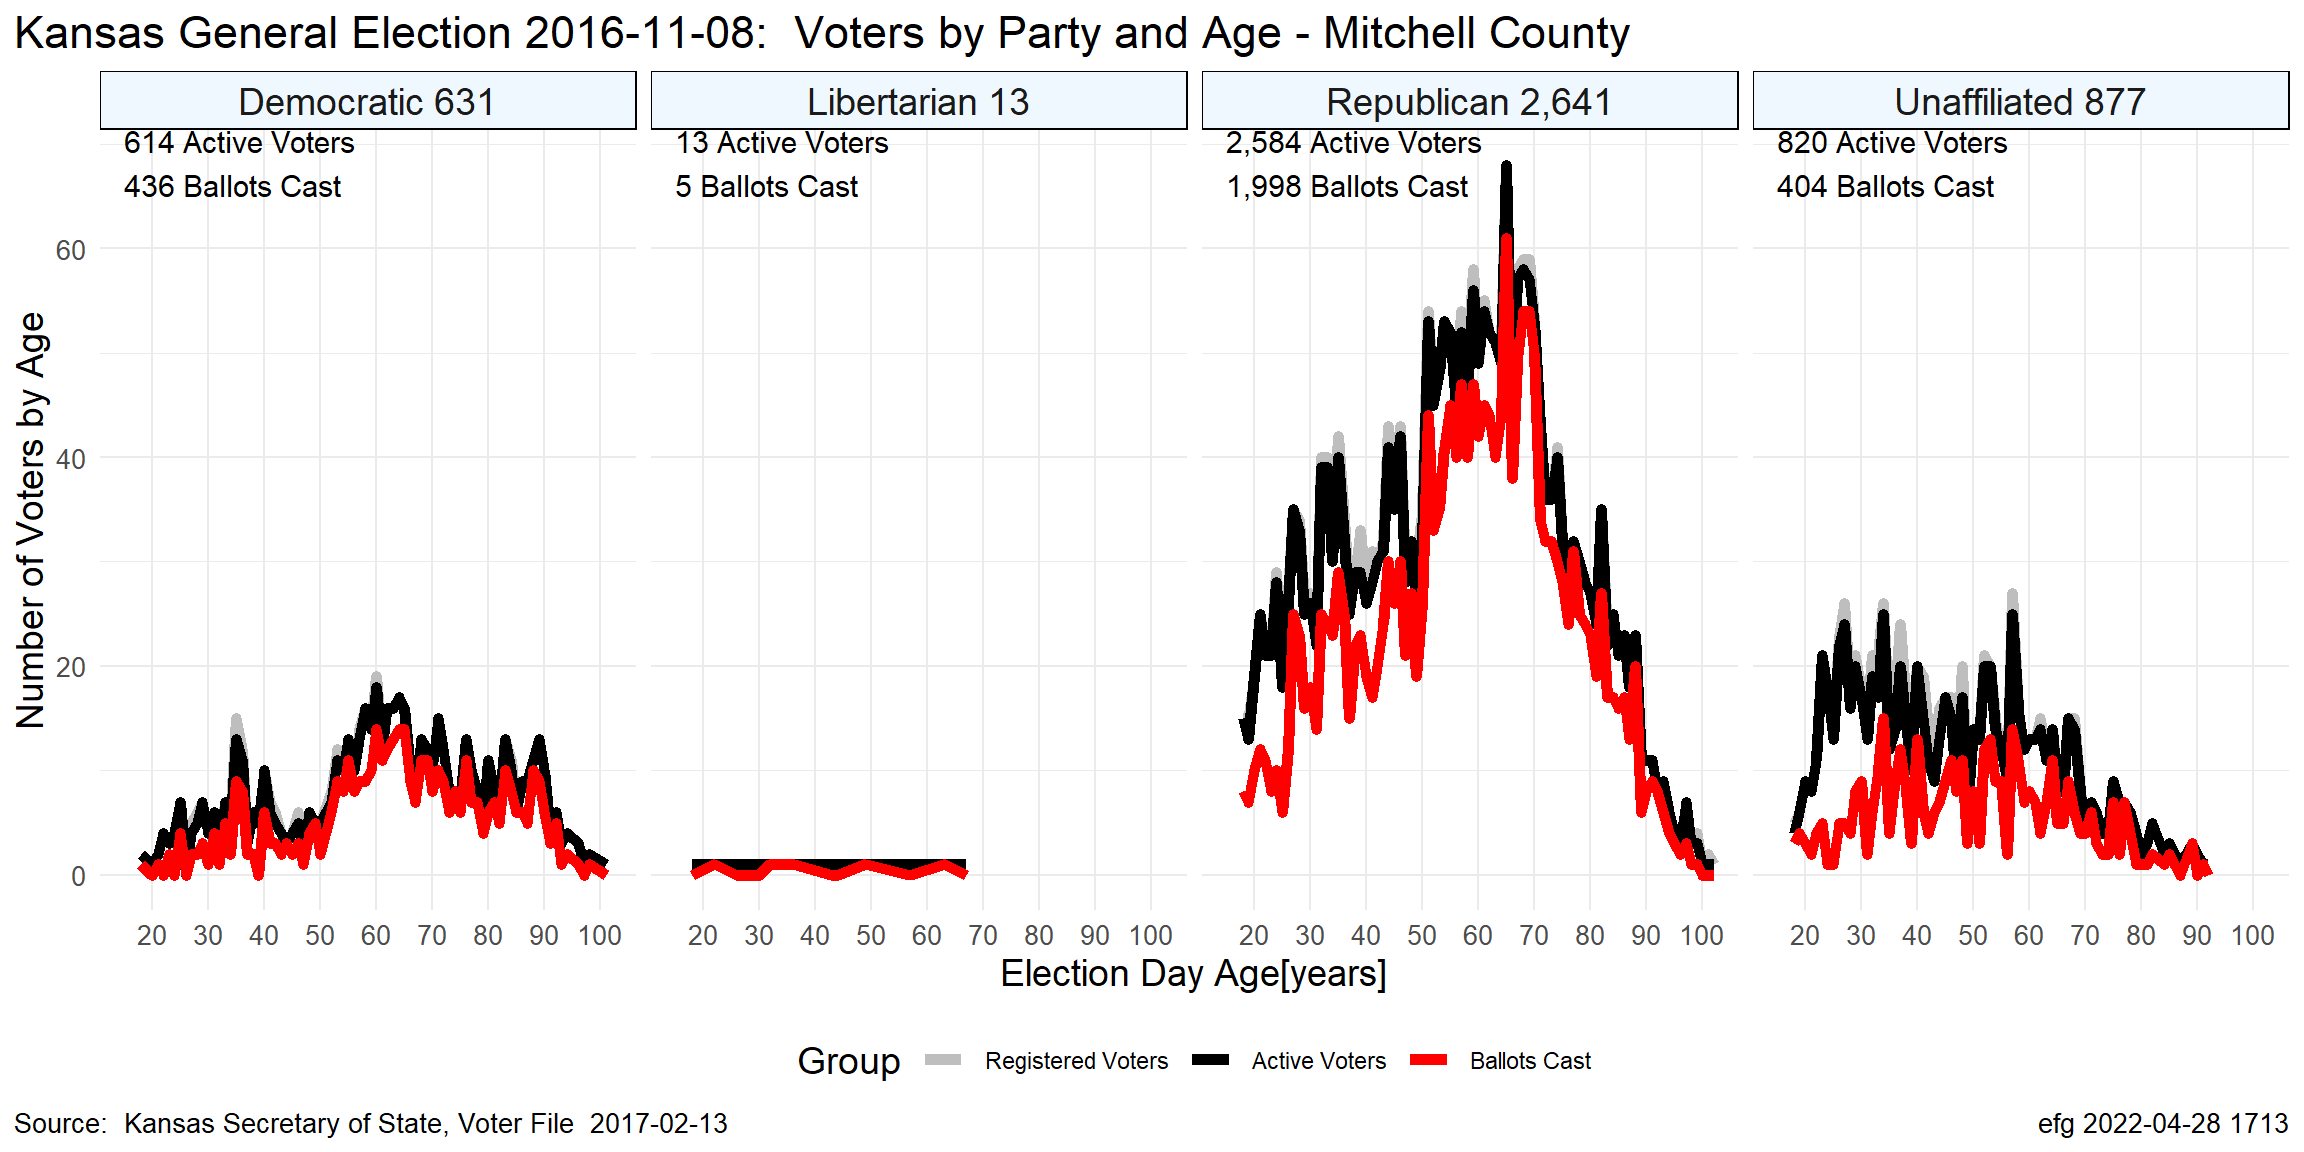 Kansas General Election 2016-11-08:  Voters by Party and Age - Mitchell County
Democratic 631
Libertarian 13
Republican 2,641
Unaffiliated 877
614 Active Voters
436 Ballots Cast
13 Active Voters
5 Ballots Cast
2,584 Active Voters
1,998 Ballots Cast
820 Active Voters
404 Ballots Cast
Number of Voters by Age
60
40
20
0
20 30 40 50 60 70 80 90 100
20 30 40 50 60 70 80 90 100
20 30 40 50 60 70 80 90 100
20 30 40 50 60 70 80 90 100
Election Day Age[years]
Group Registered Voters Active Voters Ballots Cast
Source:  Kansas Secretary of State, Voter File  2017-02-13
efg 2022-04-28 1713